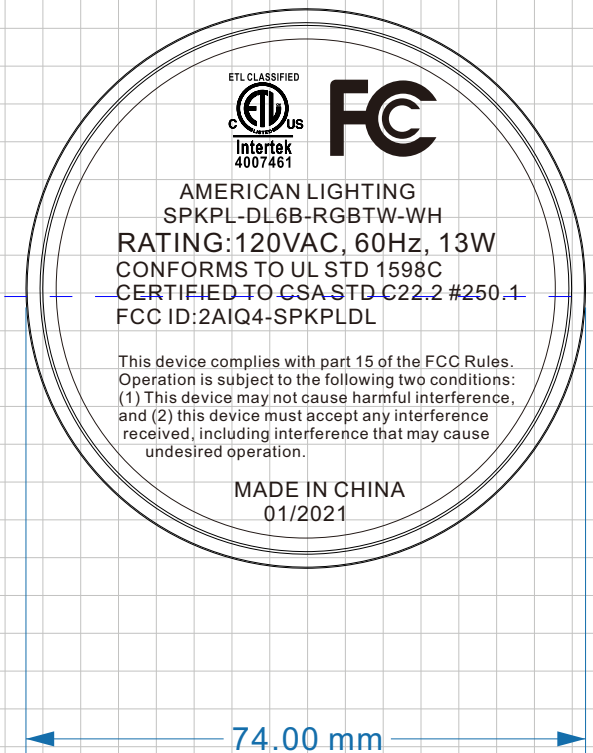 ETL CLASSIFIED
ETL
LISTED
C US
Intertek
4007461
FC
AMERICAN LIGHTING
SPKPL-DL6B-RGBTW-WH
RATING:120VAC, 60Hz, 13W
CONFORMS TO UL STD 1598C
CERTIFIED TO CSA STD C22.2 #250.1
FCC ID:2AIQ4-SPKPLDL
This device complies with part 15 of the FCC Rules.
Operation is subject to the following two conditions:
(1) This device may not cause harmful interference,
and (2) this device must accept any interference
received, including interference that may cause
undesired operation.
MADE IN CHINA
01/2021
74.00 mm